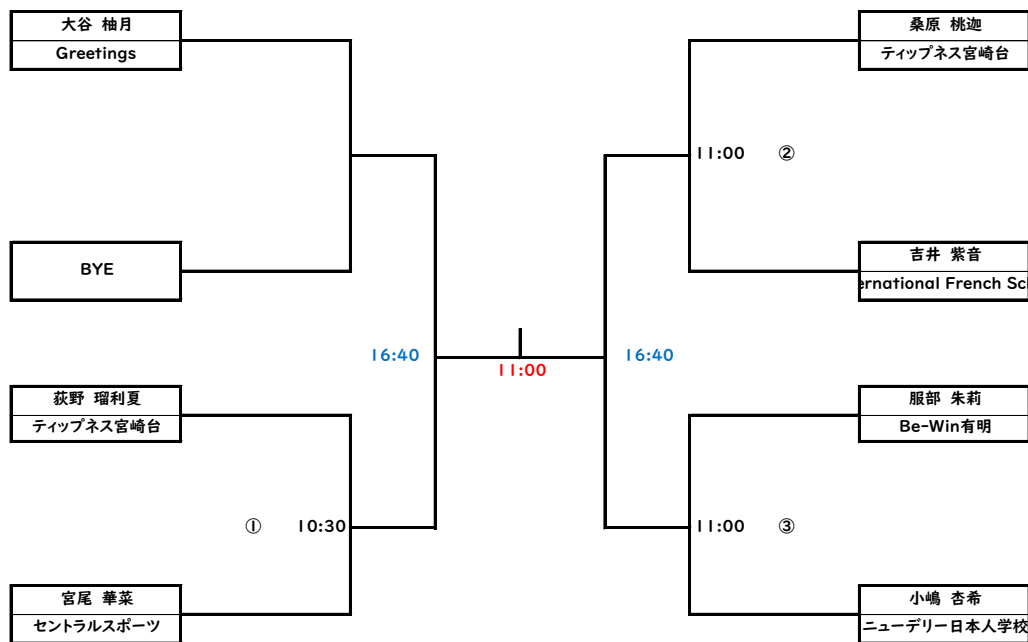 大谷 柚月
Greetings
BYE
荻野 瑠利夏
ティップネス宮崎台
① 10:30
宮尾 華菜
セントラルスポーツ
16:40
11:00
16:40
桑原 桃迦
ティップネス宮崎台
11:00 ②
吉井 紫音
ernational French Sc
服部 朱莉
Be-Win有明
11:00 ③
小嶋 杏希
ニューデリー日本人学校